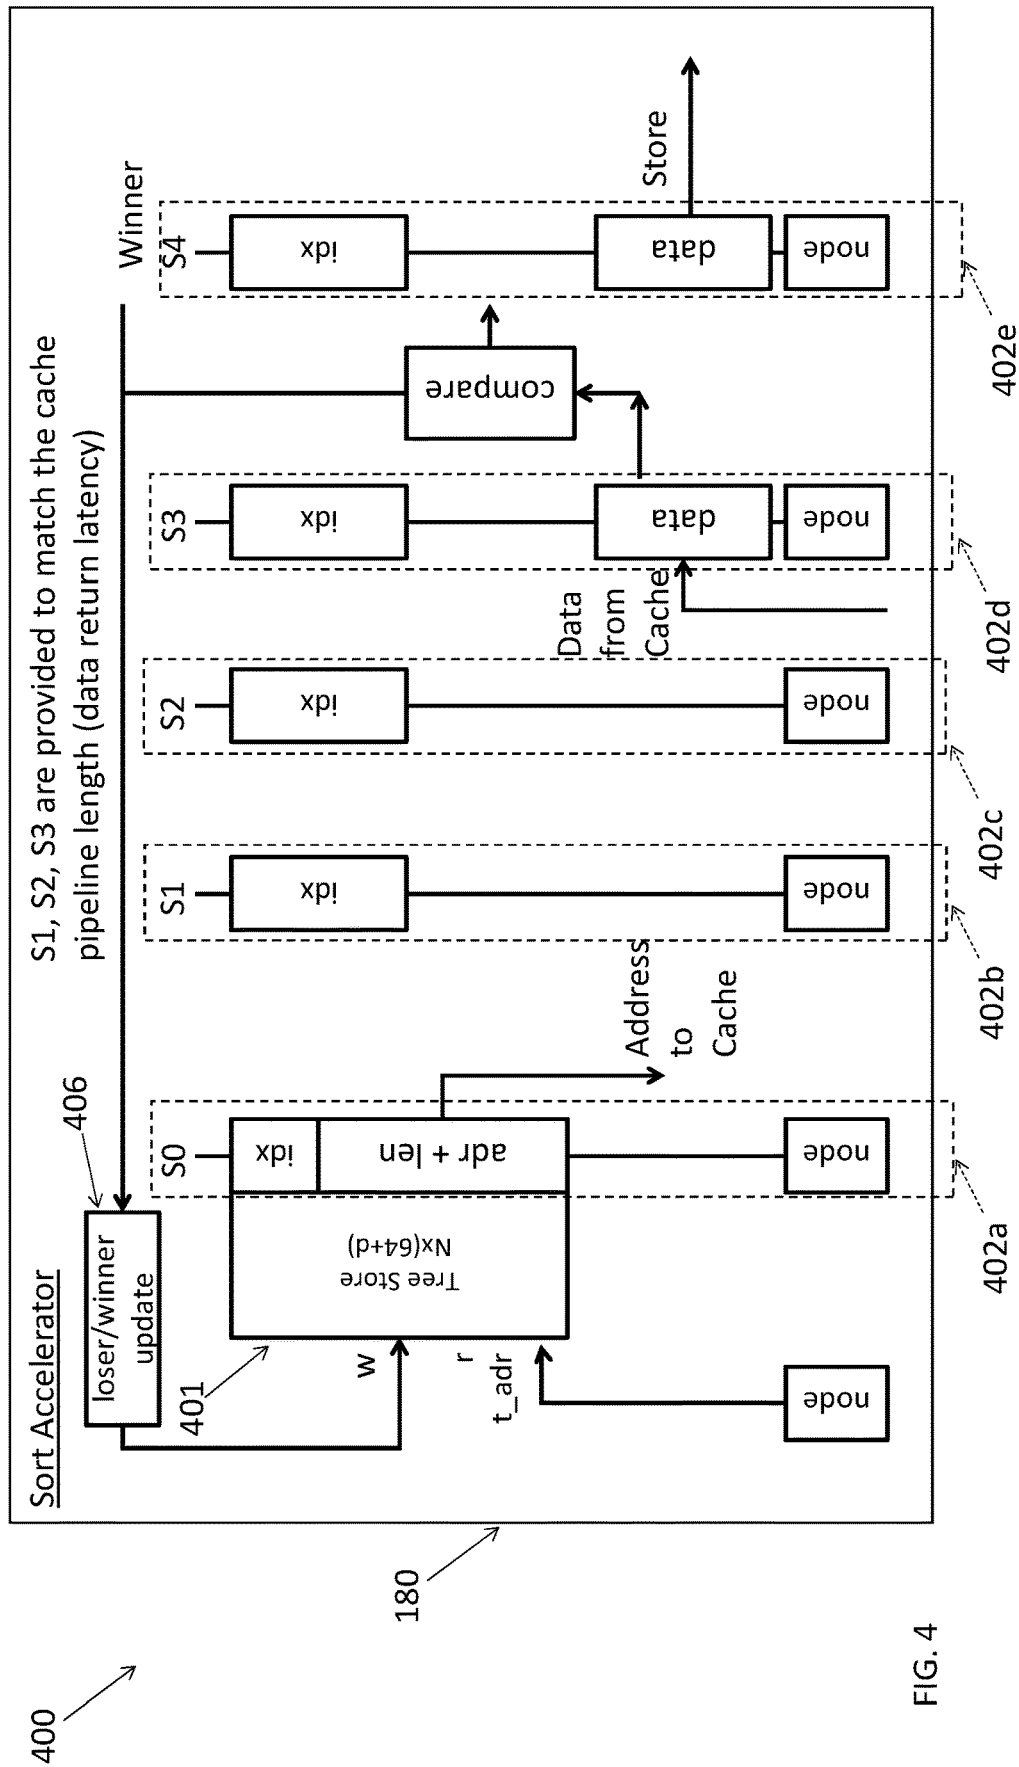 Sort Accelerator
S1, S2, S3 are provided to match the cache
pipeline length (data return latency)
406
loser/winner
update
Winner
401
w
r
t_adr
node
Tree Store
Nx(64+d)
S0
idx
adr + len
node
Address
to
Cache
S1
idx
node
S2
idx
node
Data
from
Cache
S3
idx
data
node
compare
S4
idx
data
node
Store
402a
402b
402c
402d
402e
180
400
FIG. 4